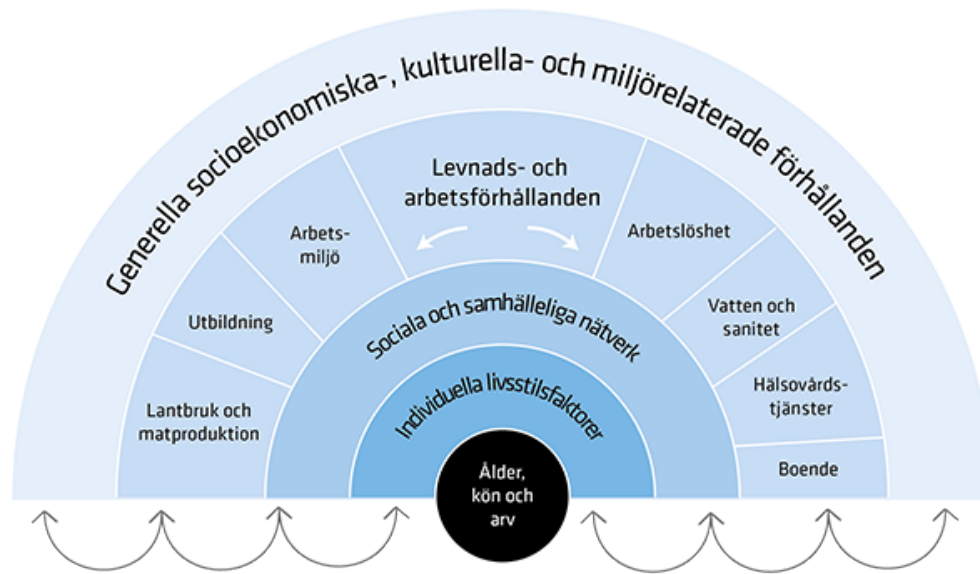 Generella socioekonomiska-, kulturella- och miljörelaterade förhållanden
Levnads- och
arbetsförhållanden
Arbets-
miljö
Arbetslöshet
Utbildning
Vatten och
sanitet
Lantbruk och
matproduktion
Hälsovårds-
tjänster
Boende
Sociala och samhälleliga nätverk
Individuella livsstilsfaktorer
Ålder,
kön och
arv